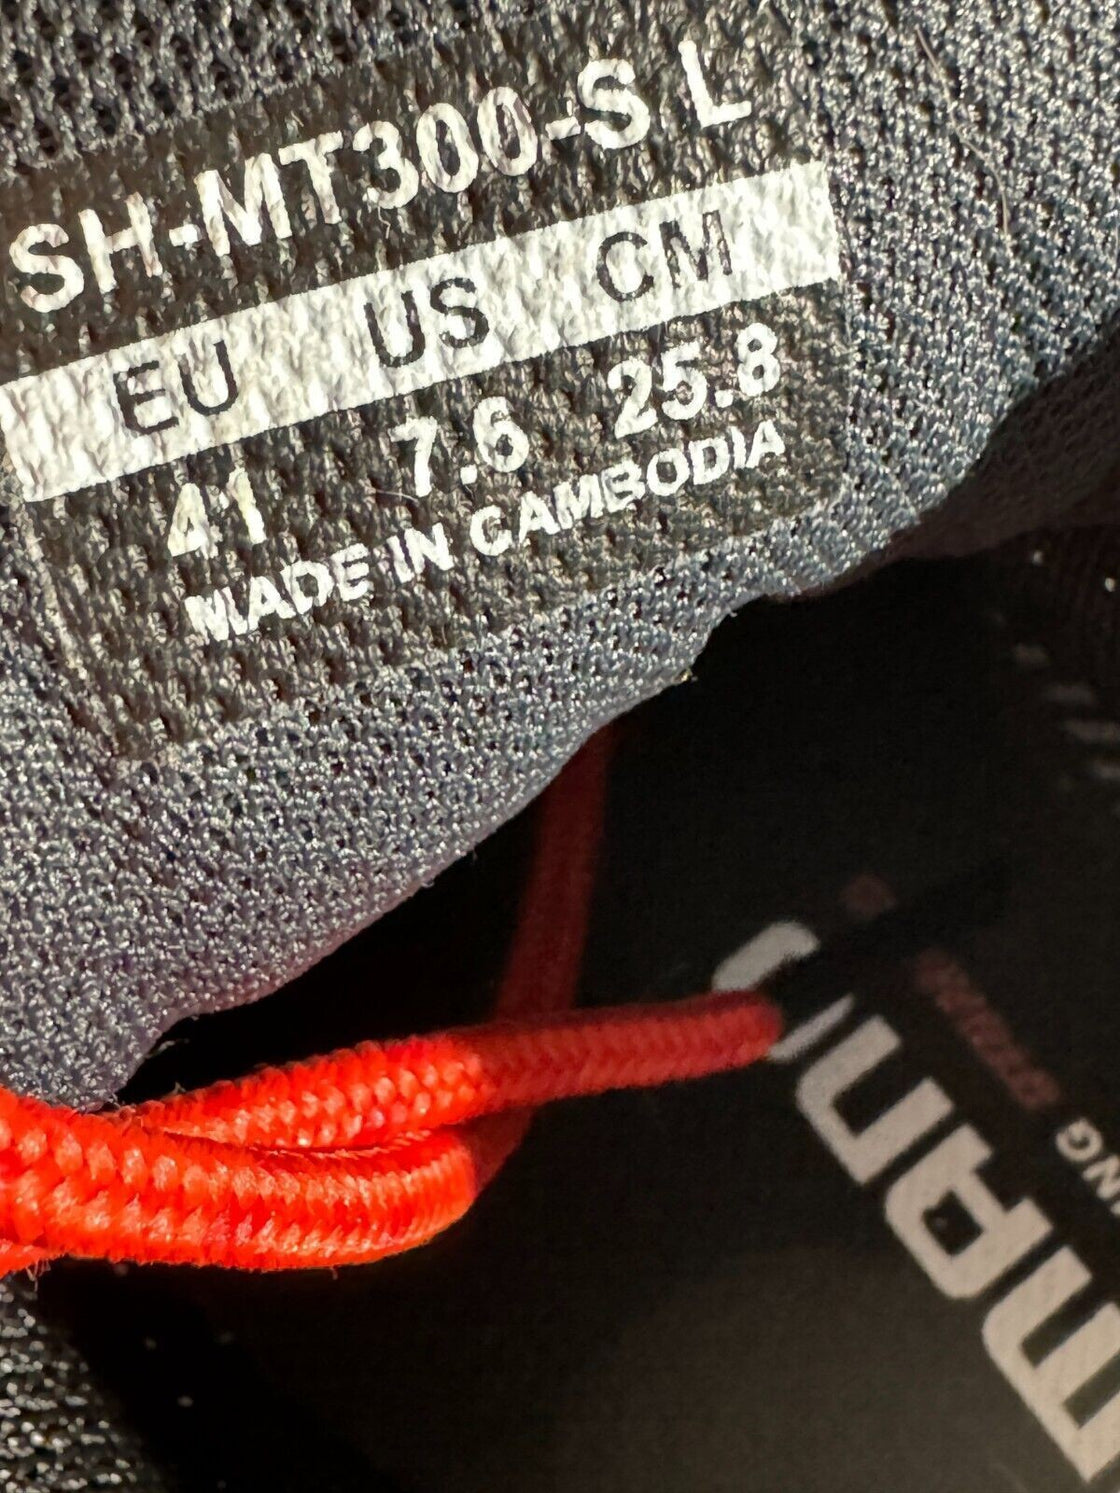 SH-MT300-S L
EU US CM
41 7.6 25.8
MADE IN CAMBODIA